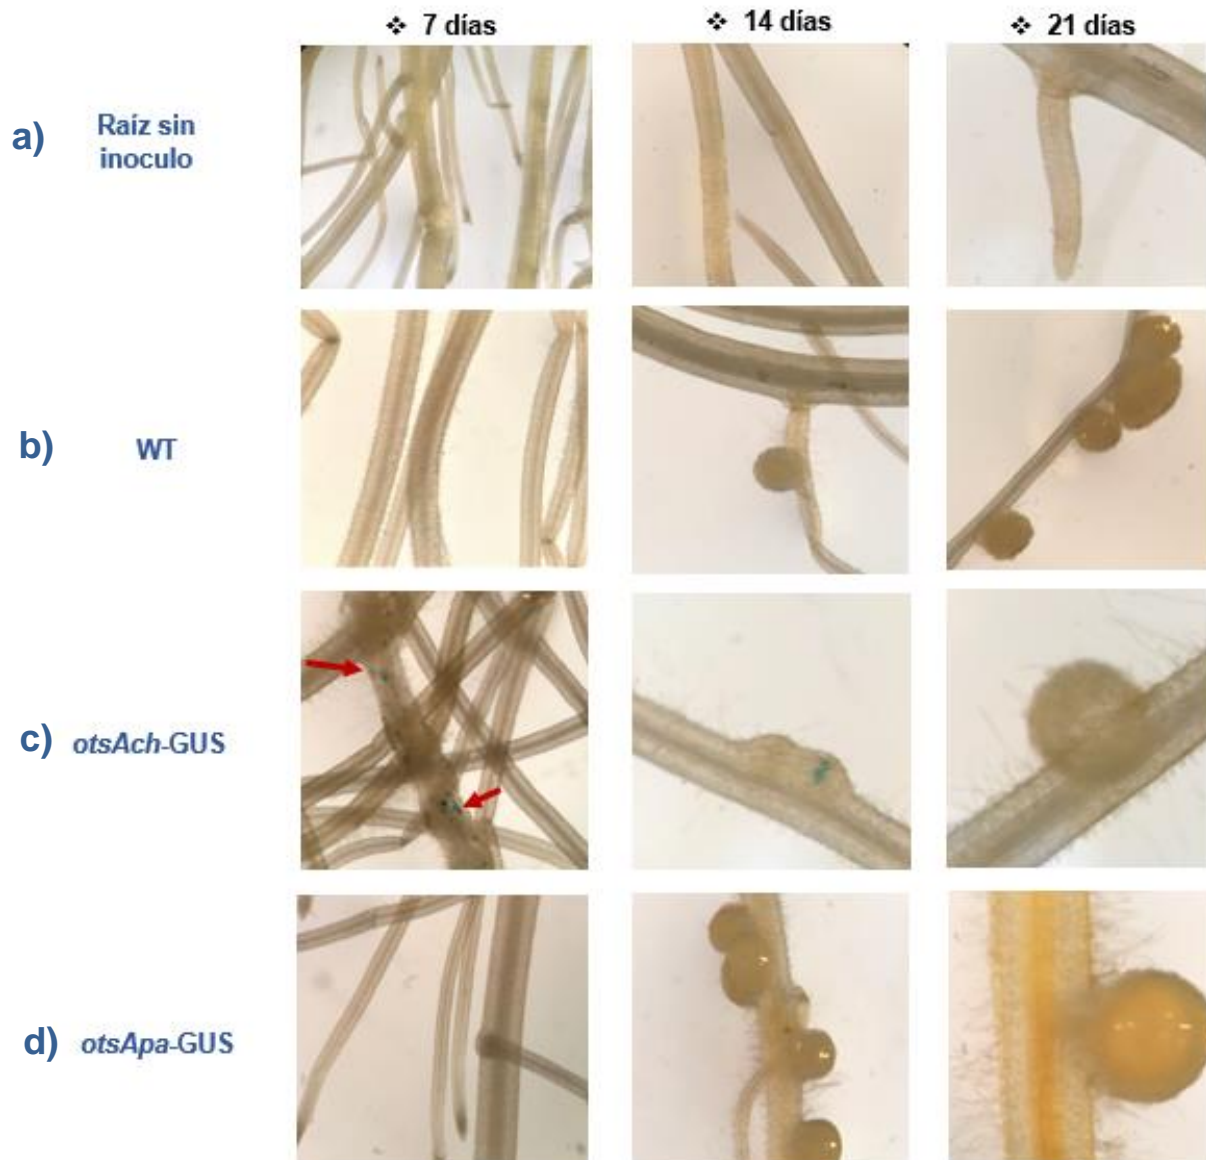 ❖ 7 días
❖ 14 días
❖ 21 días
a)
Raíz sin
inoculo
b)
WT
c)
otsAch-GUS
d)
otsApa-GUS